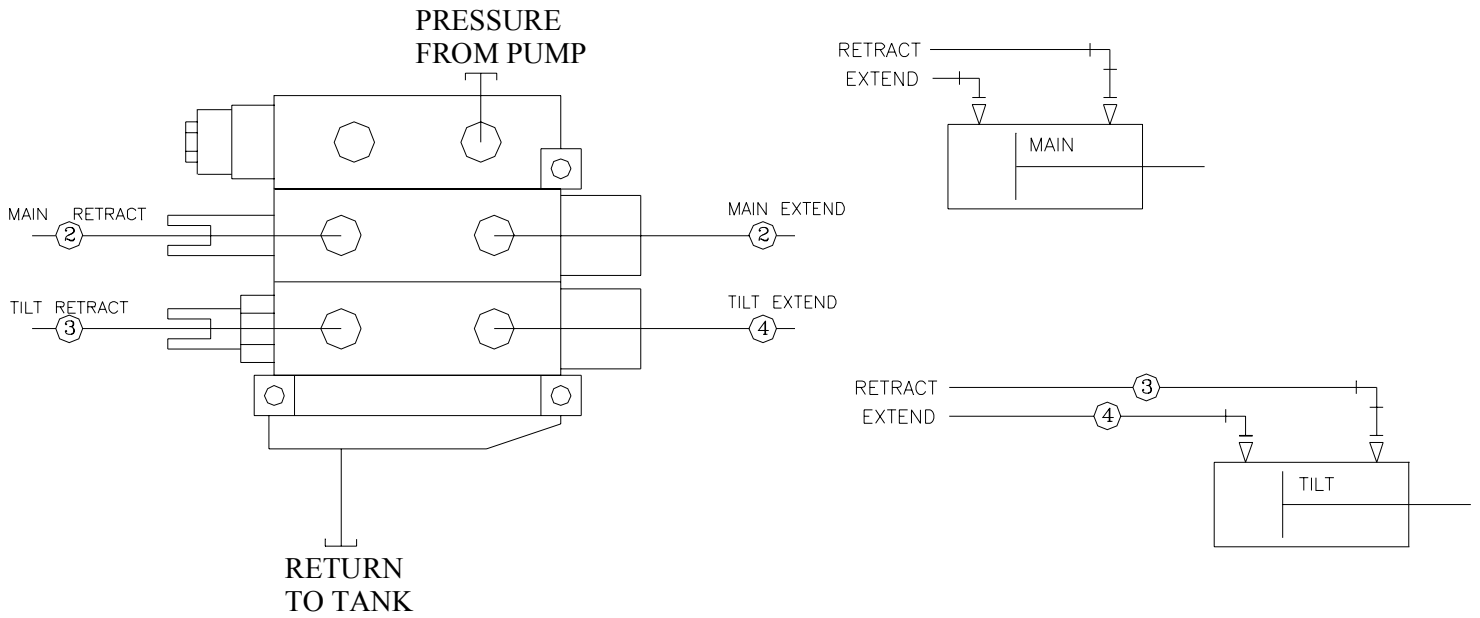 PRESSURE
FROM PUMP
RETRACT
EXTEND
MAIN
MAIN RETRACT
2
MAIN EXTEND
2
TILT RETRACT
3
TILT EXTEND
4
RETRACT
3
EXTEND
4
TILT
RETURN
TO TANK